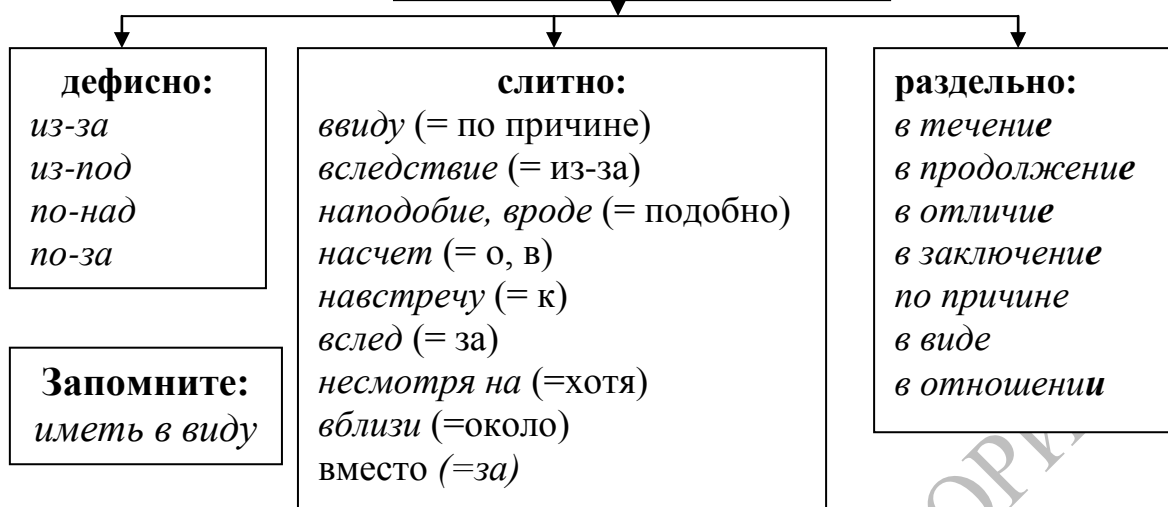 дефисно:
из-за
из-под
по-над
по-за
Запомните:
иметь в виду
слитно:
ввиду (= по причине)
вследствие (= из-за)
наподобие, вроде (= подобно)
насчет (= о, в)
навстречу (= к)
вслед (= за)
несмотря на (=хотя)
вблизи (=около)
вместо (=за)
раздельно:
в течение
в продолжение
в отличие
в заключение
по причине
в виде
в отношении